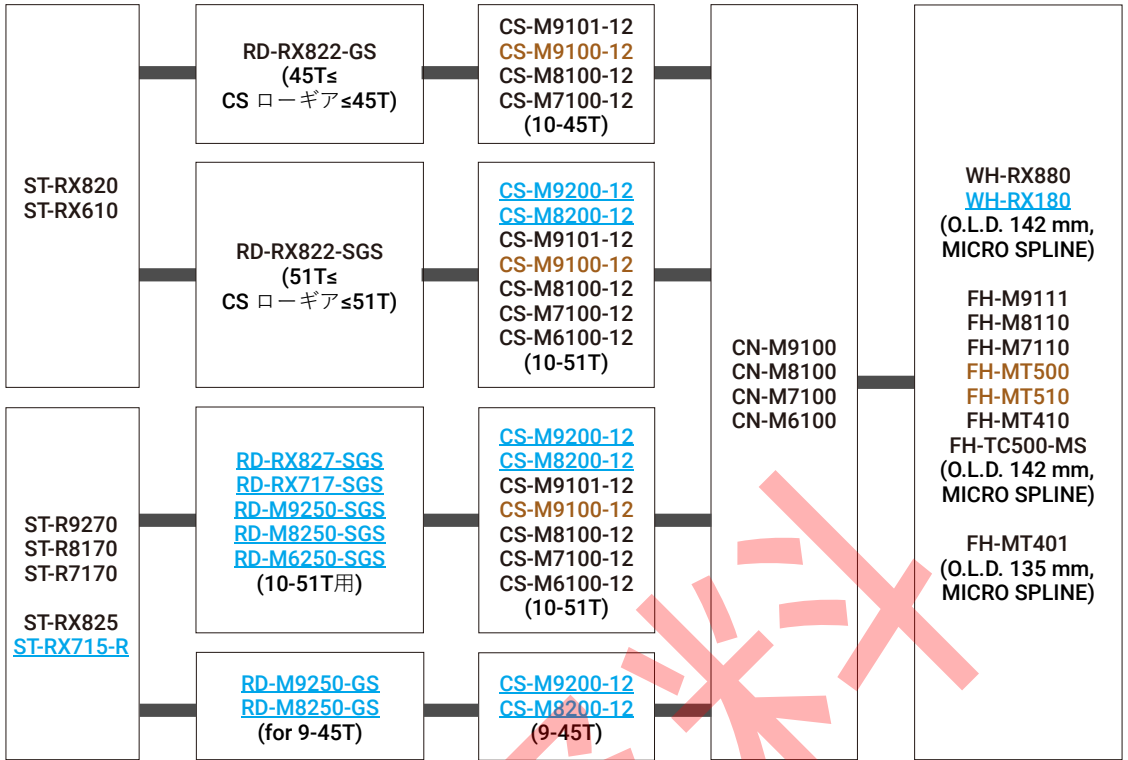 ST-RX820
ST-RX610
RD-RX822-GS
(45T≤
CS ローギア≤45T)
CS-M9101-12
CS-M9100-12
CS-M8100-12
CS-M7100-12
(10-45T)
RD-RX822-SGS
(51T≤
CS ローギア≤51T)
CS-M9200-12
CS-M8200-12
CS-M9101-12
CS-M9100-12
CS-M8100-12
CS-M7100-12
CS-M6100-12
(10-51T)
ST-R9270
ST-R8170
ST-R7170
ST-RX825
ST-RX715-R
RD-RX827-SGS
RD-RX717-SGS
RD-M9250-SGS
RD-M8250-SGS
RD-M6250-SGS
(10-51T用)
CS-M9200-12
CS-M8200-12
CS-M9101-12
CS-M9100-12
CS-M8100-12
CS-M7100-12
CS-M6100-12
(10-51T)
RD-M9250-GS
RD-M8250-GS
(for 9-45T)
CS-M9200-12
CS-M8200-12
(9-45T)
CN-M9100
CN-M8100
CN-M7100
CN-M6100
WH-RX880
WH-RX180
(O.L.D. 142 mm,
MICRO SPLINE)
FH-M9111
FH-M8110
FH-M7110
FH-MT500
FH-MT510
FH-MT410
FH-TC500-MS
(O.L.D. 142 mm,
MICRO SPLINE)
FH-MT401
(O.L.D. 135 mm,
MICRO SPLINE)